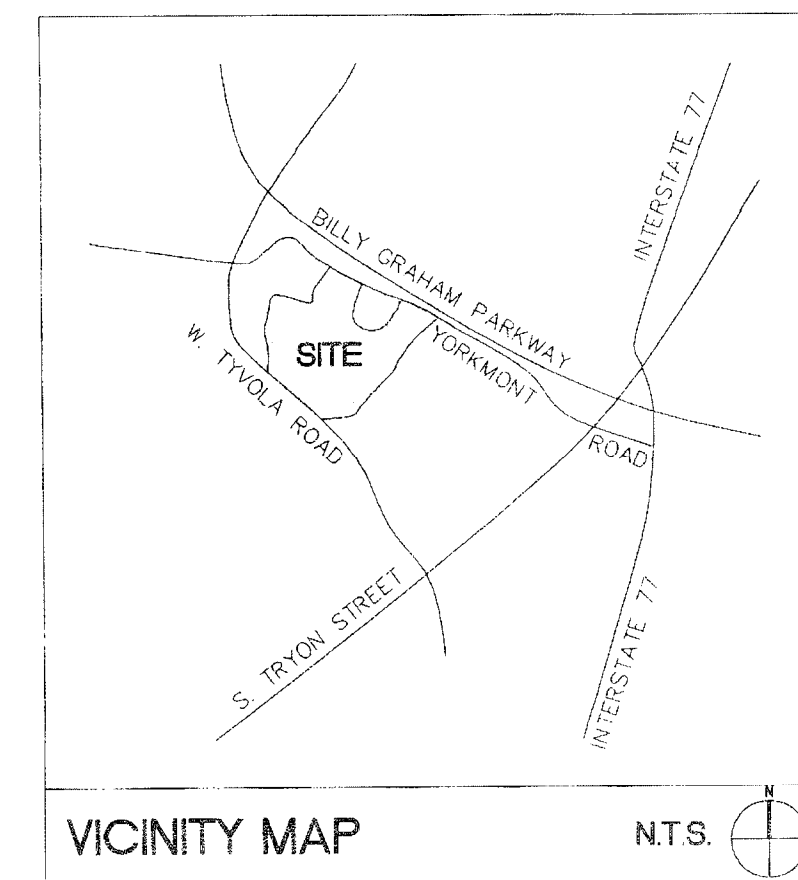 INTERSTATE 77
BILLY GRAHAM PARKWAY
SITE
YORKMONT
W. TYVOLA ROAD
ROAD
S. TRYON STREET
INTERSTATE 77
VICINITY MAP
N.T.S.
N